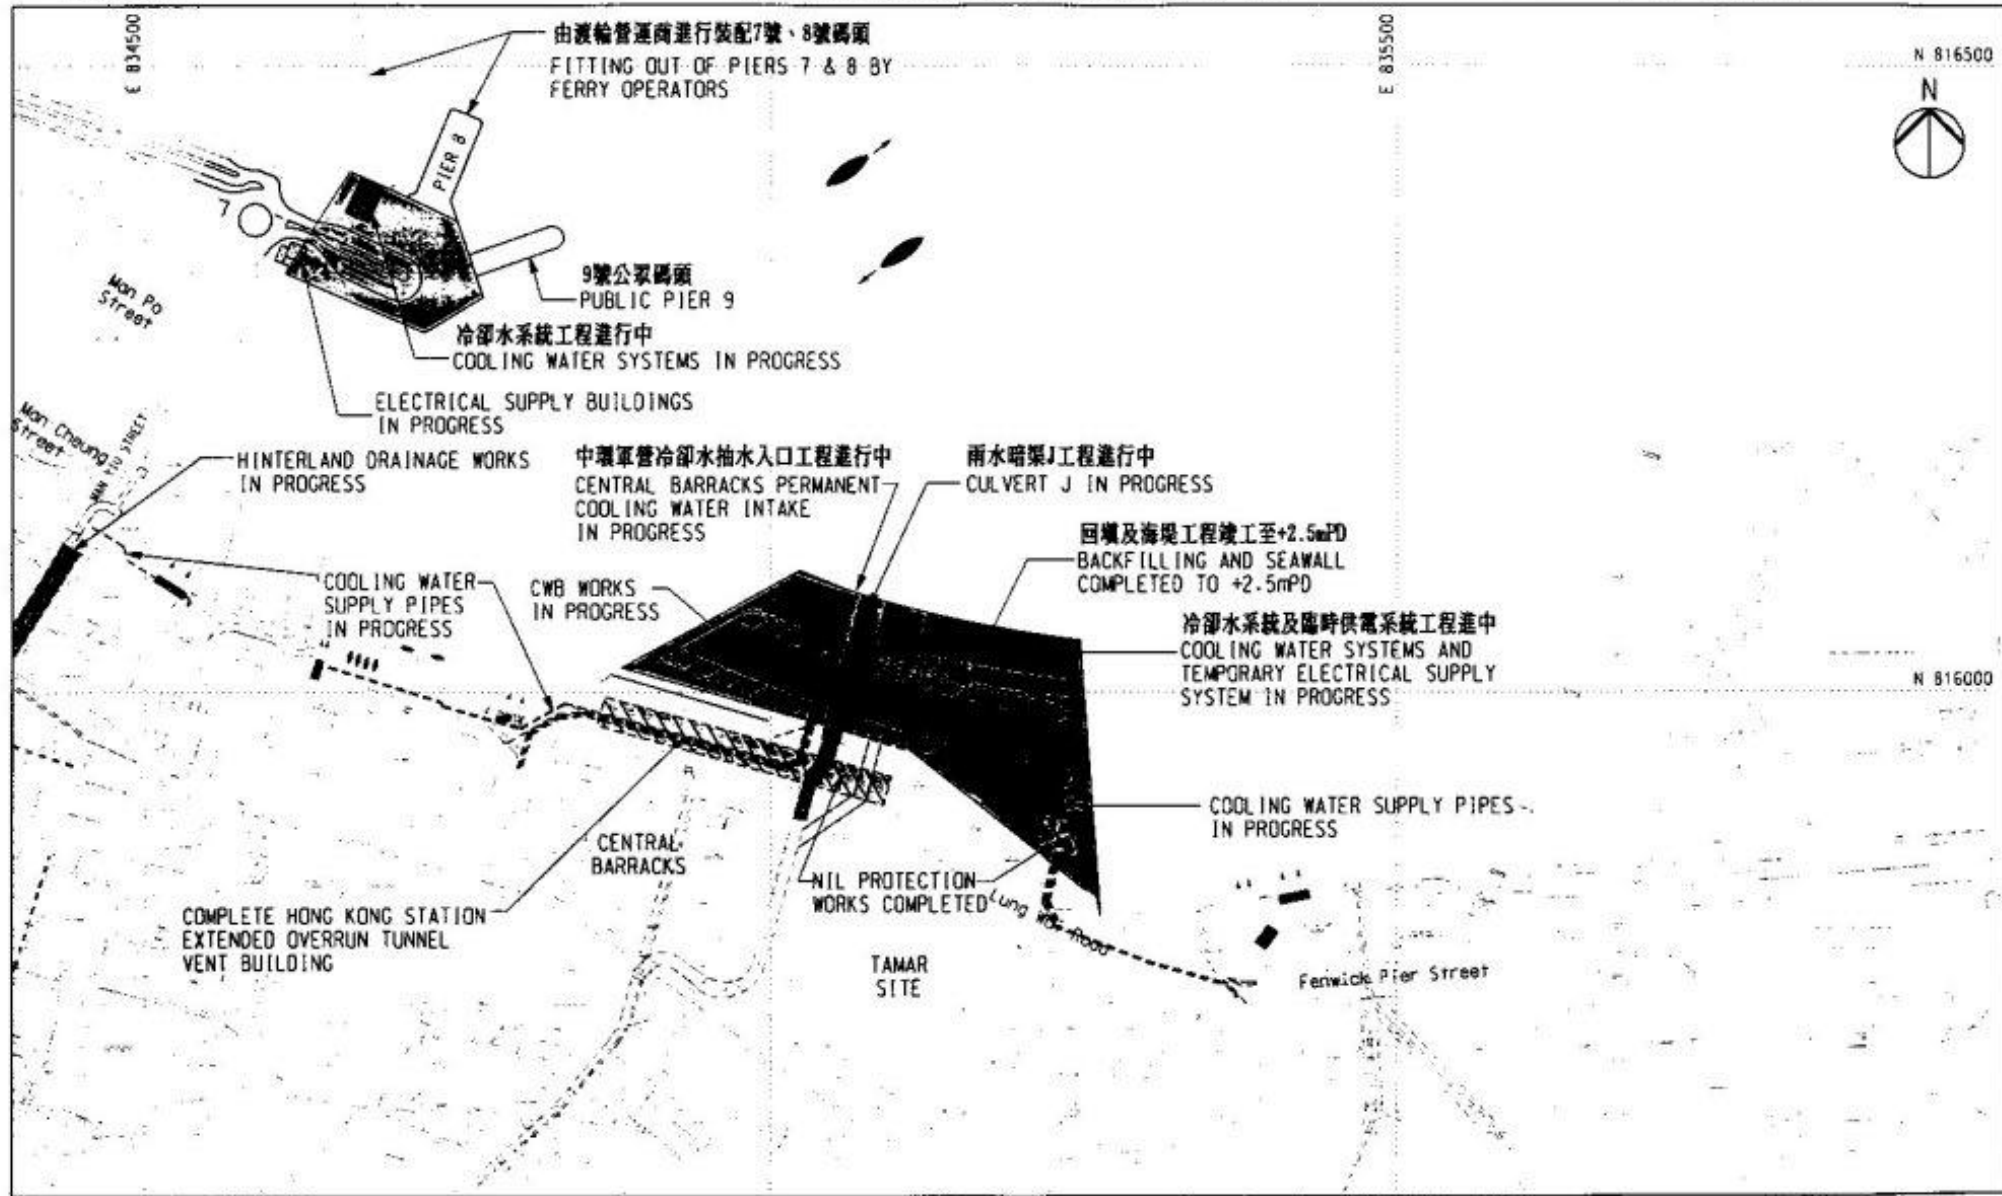 E 834500
由渡輪營運商進行裝配7號、8號碼頭
FITTING OUT OF PIERS 7 & 8 BY
FERRY OPERATORS
E 835500
N 816500
N
PIER 8
7
9號公眾碼頭
PUBLIC PIER 9
Man Po
Street
冷卻水系統工程進行中
COOLING WATER SYSTEMS IN PROGRESS
ELECTRICAL SUPPLY BUILDINGS
IN PROGRESS
Man Cheung
Street
MAN YIU STREET
HINTERLAND DRAINAGE WORKS
IN PROGRESS
中環軍營冷卻水抽水入口工程進行中
CENTRAL BARRACKS PERMANENT
COOLING WATER INTAKE
IN PROGRESS
雨水暗渠J工程進行中
CULVERT J IN PROGRESS
回填及海堤工程竣工至+2.5mPD
BACKFILLING AND SEAWALL
COMPLETED TO +2.5mPD
COOLING WATER
SUPPLY PIPES
IN PROGRESS
CWB WORKS
IN PROGRESS
冷卻水系統及臨時供電系統工程進中
COOLING WATER SYSTEMS AND
TEMPORARY ELECTRICAL SUPPLY
SYSTEM IN PROGRESS
N 816000
COOLING WATER SUPPLY PIPES
IN PROGRESS
CENTRAL
BARRACKS
NIL PROTECTION
WORKS COMPLETED
Lung Wui Road
COMPLETE HONG KONG STATION
EXTENDED OVERRUN TUNNEL
VENT BUILDING
TAMAR
SITE
Fenwick Pier Street